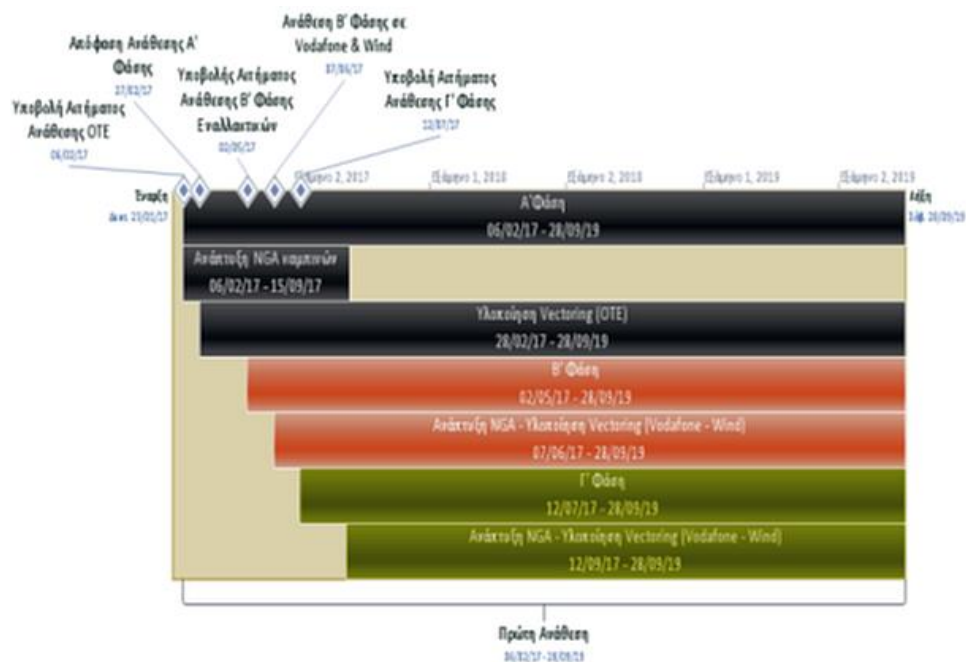 Ανάθεση Β' Φάσης σε
Vodafone & Wind
07/06/17
Απόφαση Ανάθεσης Α'
Φάσης
27/02/17
Υποβολής Αιτήματος
Ανάθεσης Β' Φάσης
Εναλλακτικών
02/05/17
Υποβολή Αιτήματος
Ανάθεσης Γ' Φάσης
12/07/17
Υποβολή Αιτήματος
Ανάθεσης ΟΤΕ
06/02/17
Εξάμηνο 2, 2017
Εξάμηνο 1, 2018
Εξάμηνο 2, 2018
Εξάμηνο 1, 2019
Εξάμηνο 2, 2019
Έναρξη
Λήξη
28/09/19
Α' Φάση
06/02/17 - 28/09/19
Ανάπτυξη NGA καμπινών
06/02/17 - 15/09/17
Υλοποίηση Vectoring (ΟΤΕ)
28/02/17 - 28/09/19
Β' Φάση
02/05/17 - 28/09/19
Ανάπτυξη NGA - Υλοποίηση Vectoring (Vodafone - Wind)
07/06/17 - 28/09/19
Γ' Φάση
12/07/17 - 28/09/19
Ανάπτυξη NGA - Υλοποίηση Vectoring (Vodafone - Wind)
12/09/17 - 28/09/19
Πρώτη Ανάθεση
06/02/17 - 28/09/19